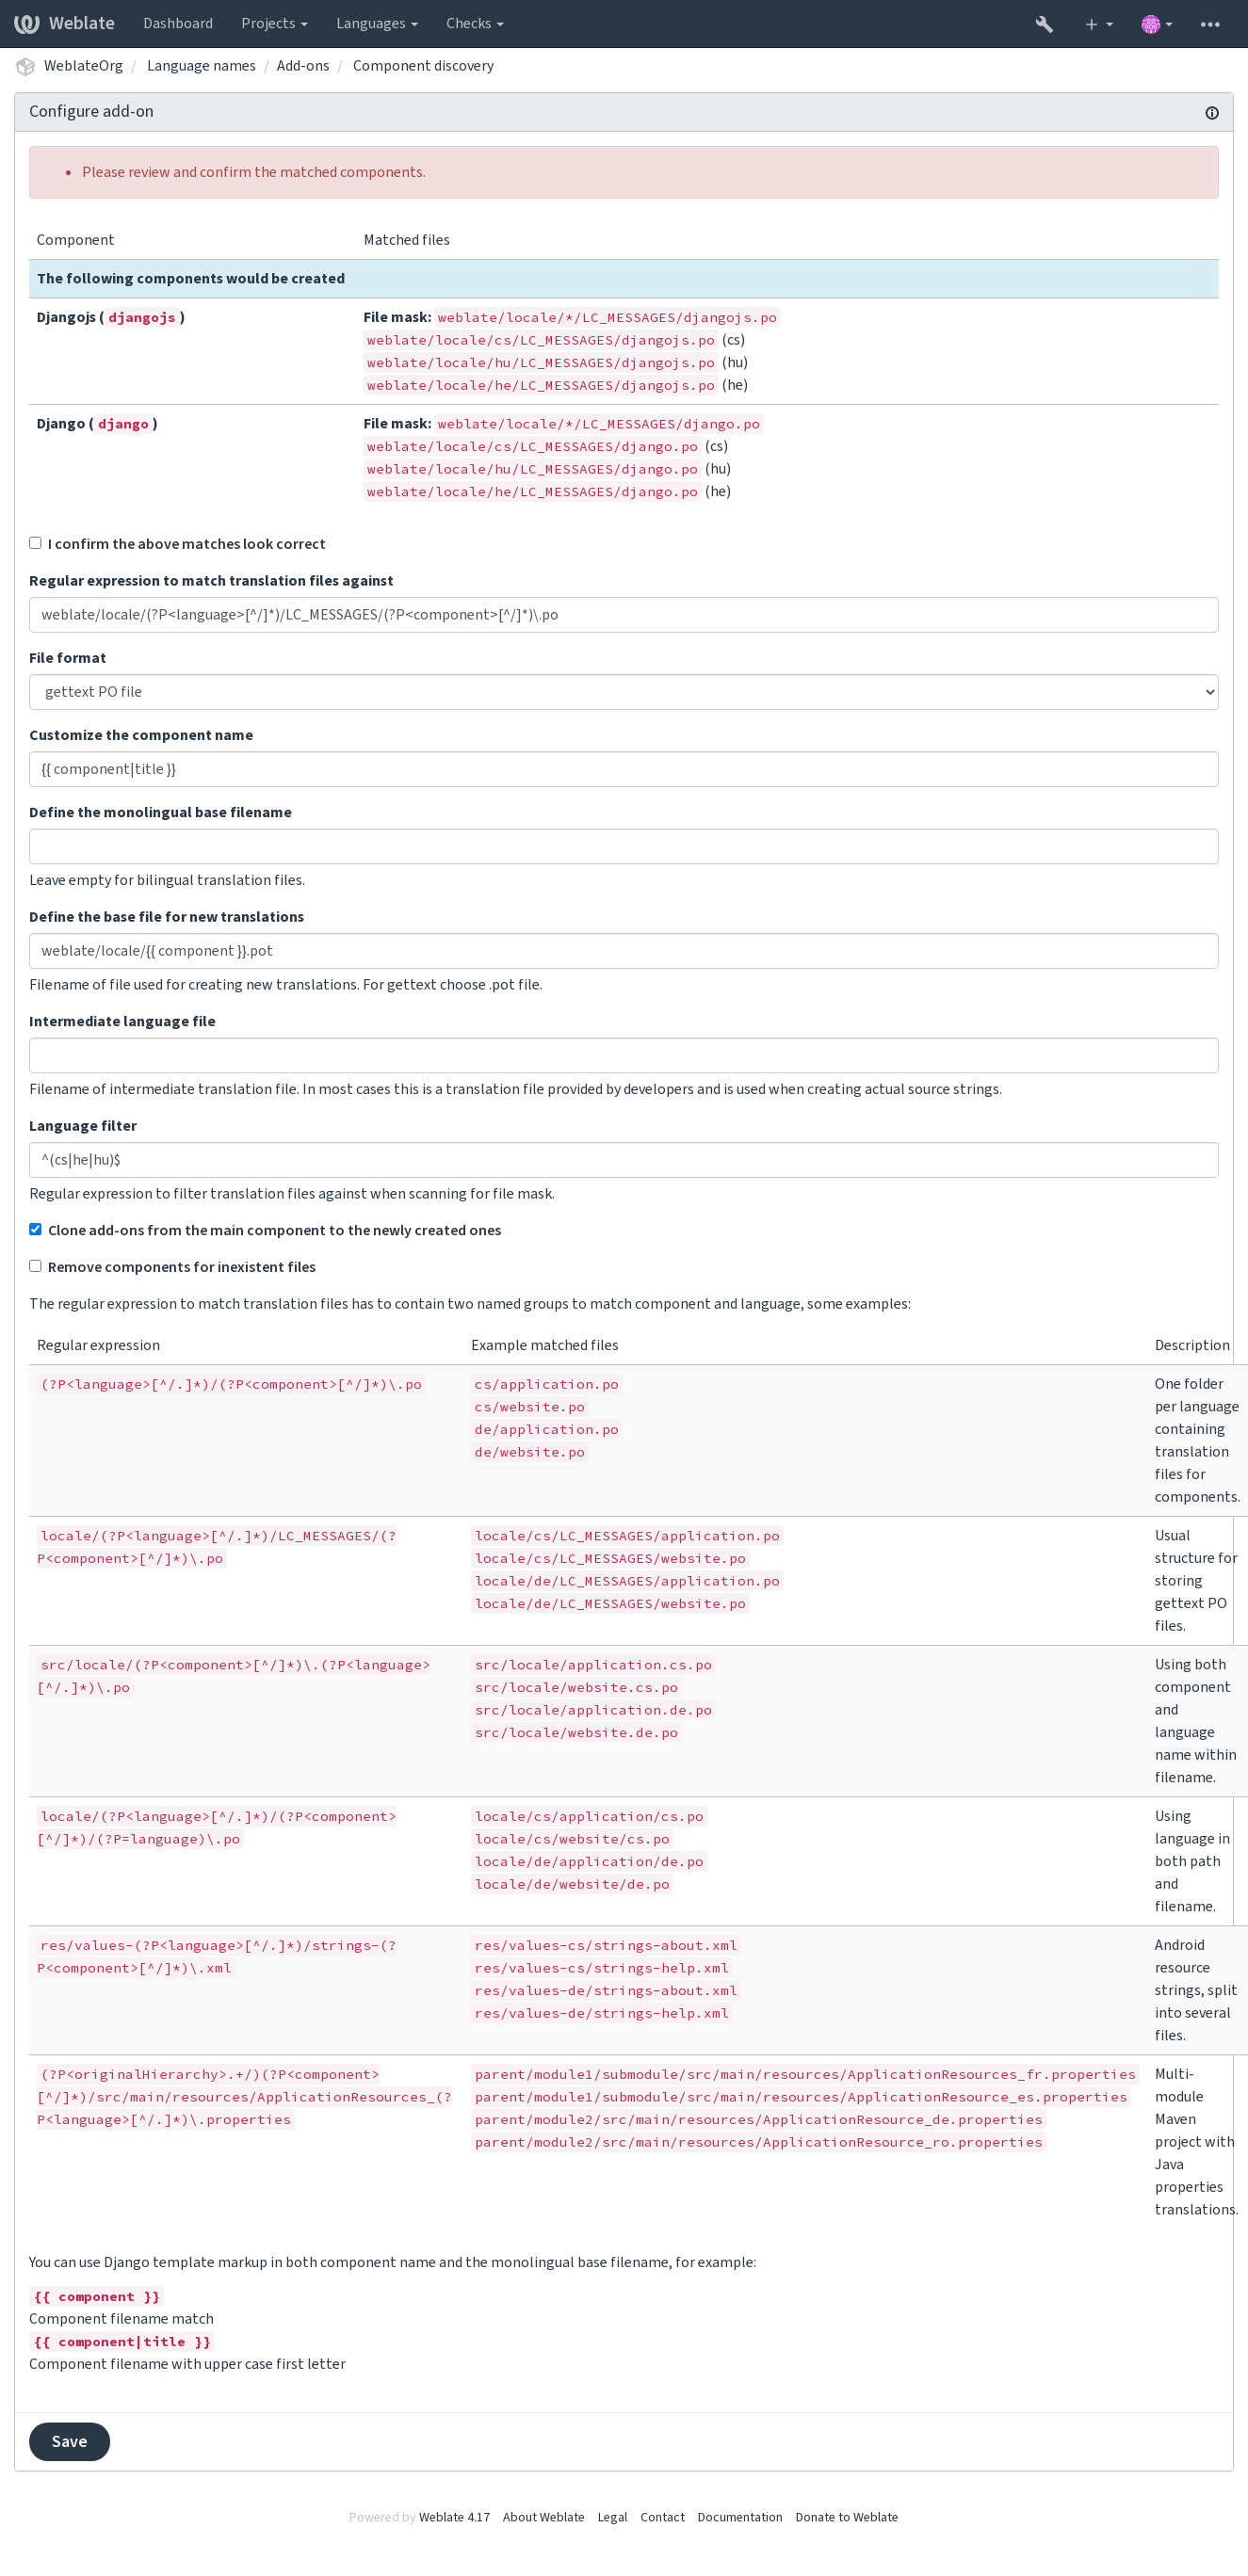 Weblate Dashboard Projects Languages Checks
WeblateOrg / Language names / Add-ons / Component discovery
Configure add-on
Please review and confirm the matched components.
Component Matched files
The following components would be created
Djangojs ( djangojs ) File mask: weblate/locale/*/LC_MESSAGES/djangojs.po
weblate/locale/cs/LC_MESSAGES/djangojs.po (cs)
weblate/locale/hu/LC_MESSAGES/djangojs.po (hu)
weblate/locale/he/LC_MESSAGES/djangojs.po (he)
Django ( django ) File mask: weblate/locale/*/LC_MESSAGES/django.po
weblate/locale/cs/LC_MESSAGES/django.po (cs)
weblate/locale/hu/LC_MESSAGES/django.po (hu)
weblate/locale/he/LC_MESSAGES/django.po (he)
I confirm the above matches look correct
Regular expression to match translation files against
weblate/locale/(?P<language>[^/]*)/LC_MESSAGES/(?P<component>[^/]*)\.po
File format
gettext PO file
Customize the component name
{{ component|title }}
Define the monolingual base filename
Leave empty for bilingual translation files.
Define the base file for new translations
weblate/locale/{{ component }}.pot
Filename of file used for creating new translations. For gettext choose .pot file.
Intermediate language file
Filename of intermediate translation file. In most cases this is a translation file provided by developers and is used when creating actual source strings.
Language filter
^(cs|he|hu)$
Regular expression to filter translation files against when scanning for file mask.
Clone add-ons from the main component to the newly created ones
Remove components for inexistent files
The regular expression to match translation files has to contain two named groups to match component and language, some examples:
Regular expression Example matched files Description
(?P<language>[^/.]*)/(?P<component>[^/]*)\.po
cs/application.po
cs/website.po
de/application.po
de/website.po
One folder
per language
containing
translation
files for
components.
locale/(?P<language>[^/.]*)/LC_MESSAGES/(?
P<component>[^/]*)\.po
locale/cs/LC_MESSAGES/application.po
locale/cs/LC_MESSAGES/website.po
locale/de/LC_MESSAGES/application.po
locale/de/LC_MESSAGES/website.po
Usual
structure for
storing
gettext PO
files.
src/locale/(?P<component>[^/]*)\.(?P<language>
[^/.]*)\.po
src/locale/application.cs.po
src/locale/website.cs.po
src/locale/application.de.po
src/locale/website.de.po
Using both
component
and
language
name within
filename.
locale/(?P<language>[^/.]*)/(?P<component>
[^/]*)/(?P=language)\.po
locale/cs/application/cs.po
locale/cs/website/cs.po
locale/de/application/de.po
locale/de/website/de.po
Using
language in
both path
and
filename.
res/values-(?P<language>[^/.]*)/strings-(?
P<component>[^/]*)\.xml
res/values-cs/strings-about.xml
res/values-cs/strings-help.xml
res/values-de/strings-about.xml
res/values-de/strings-help.xml
Android
resource
strings, split
into several
files.
(?P<originalHierarchy>.+/)(?P<component>
[^/]*)/src/main/resources/ApplicationResources_(?
P<language>[^/.]*)\.properties
parent/module1/submodule/src/main/resources/ApplicationResources_fr.properties
parent/module1/submodule/src/main/resources/ApplicationResource_es.properties
parent/module2/src/main/resources/ApplicationResource_de.properties
parent/module2/src/main/resources/ApplicationResource_ro.properties
Multi-
module
Maven
project with
Java
properties
translations.
You can use Django template markup in both component name and the monolingual base filename, for example:
{{ component }}
Component filename match
{{ component|title }}
Component filename with upper case first letter
Save
Powered by Weblate 4.17 About Weblate Legal Contact Documentation Donate to Weblate